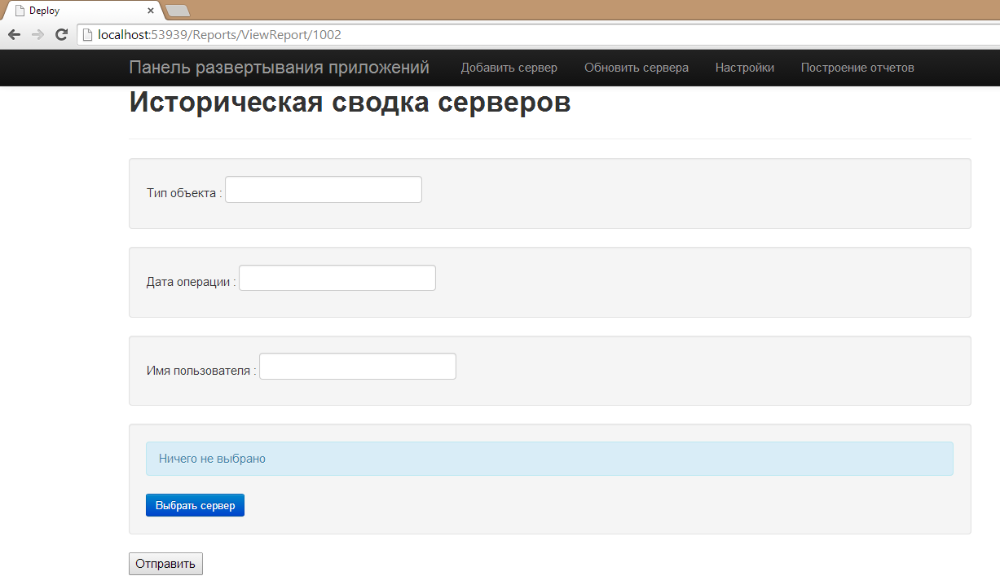 Deploy
localhost:53939/Reports/ViewReport/1002
Панель развертывания приложений Добавить сервер Обновить сервера Настройки Построение отчетов
Историческая сводка серверов
Тип объекта :
Дата операции :
Имя пользователя :
Ничего не выбрано
Выбрать сервер
Отправить